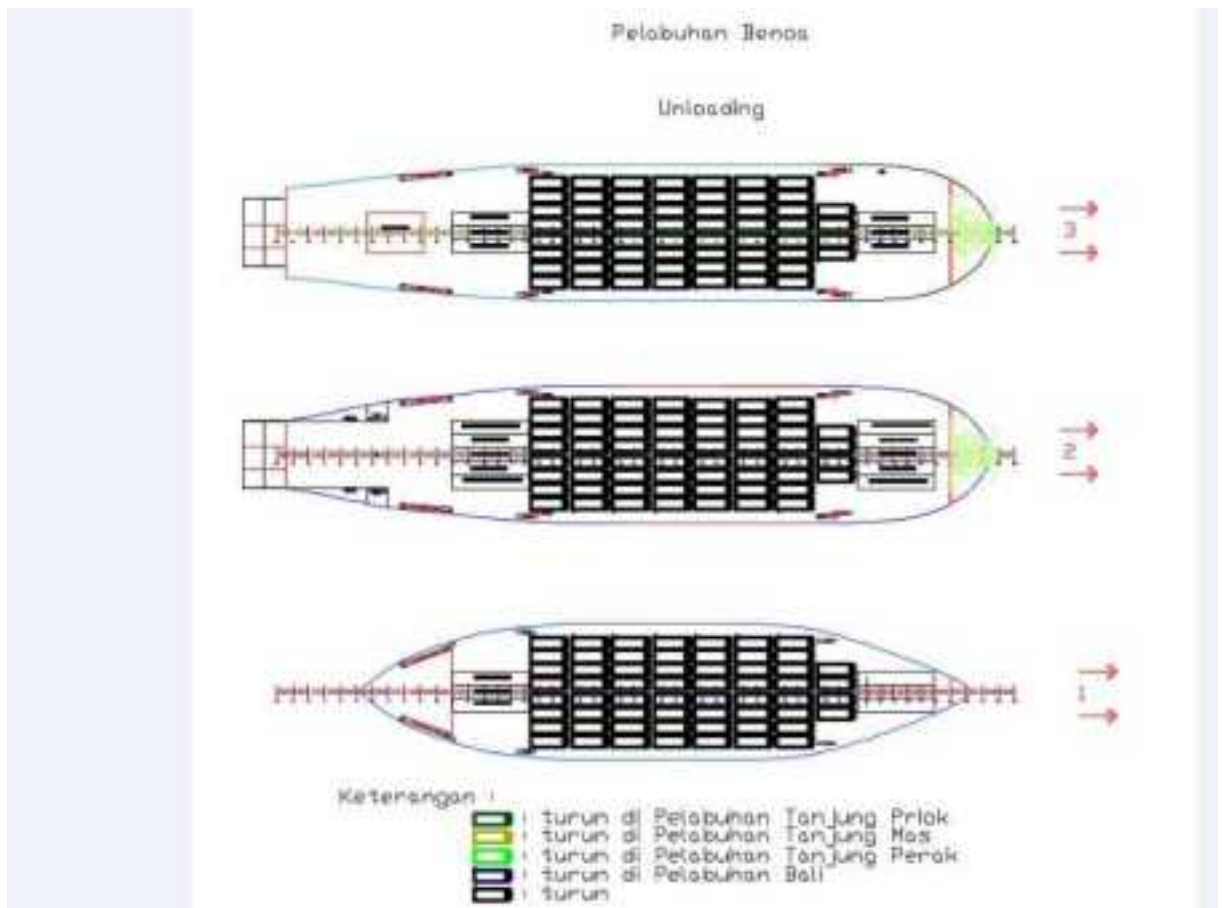 Pelabuhan Benoa
Unloading
3
2
1
Keterangan :
: turun di Pelabuhan Tanjung Priok
: turun di Pelabuhan Tanjung Mas
: turun di Pelabuhan Tanjung Perak
: turun di Pelabuhan Bali
: turun